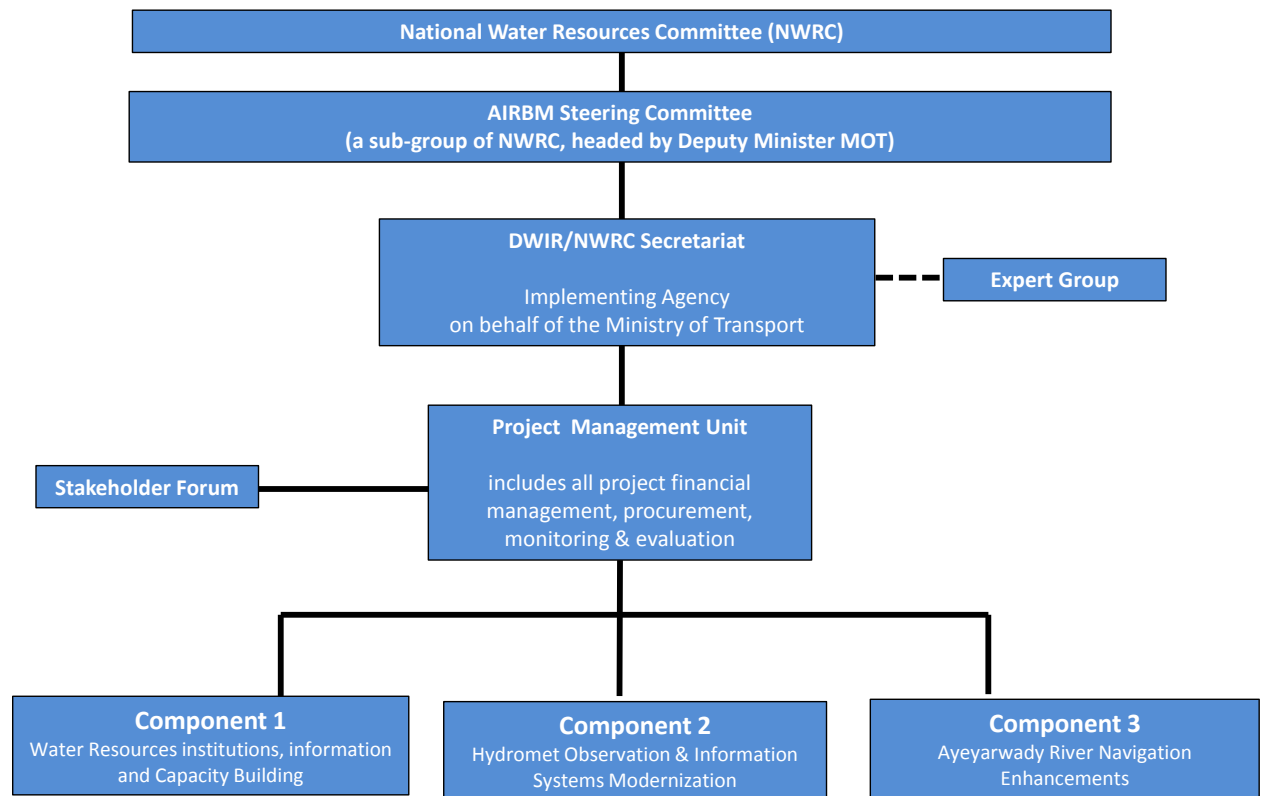 National Water Resources Committee (NWRC)
AIRBM Steering Committee
(a sub-group of NWRC, headed by Deputy Minister MOT)
DWIR/NWRC Secretariat
Implementing Agency
on behalf of the Ministry of Transport
Expert Group
Project Management Unit
includes all project financial
management, procurement,
monitoring & evaluation
Stakeholder Forum
Component 1
Water Resources institutions, information
and Capacity Building
Component 2
Hydromet Observation & Information
Systems Modernization
Component 3
Ayeyarwady River Navigation
Enhancements